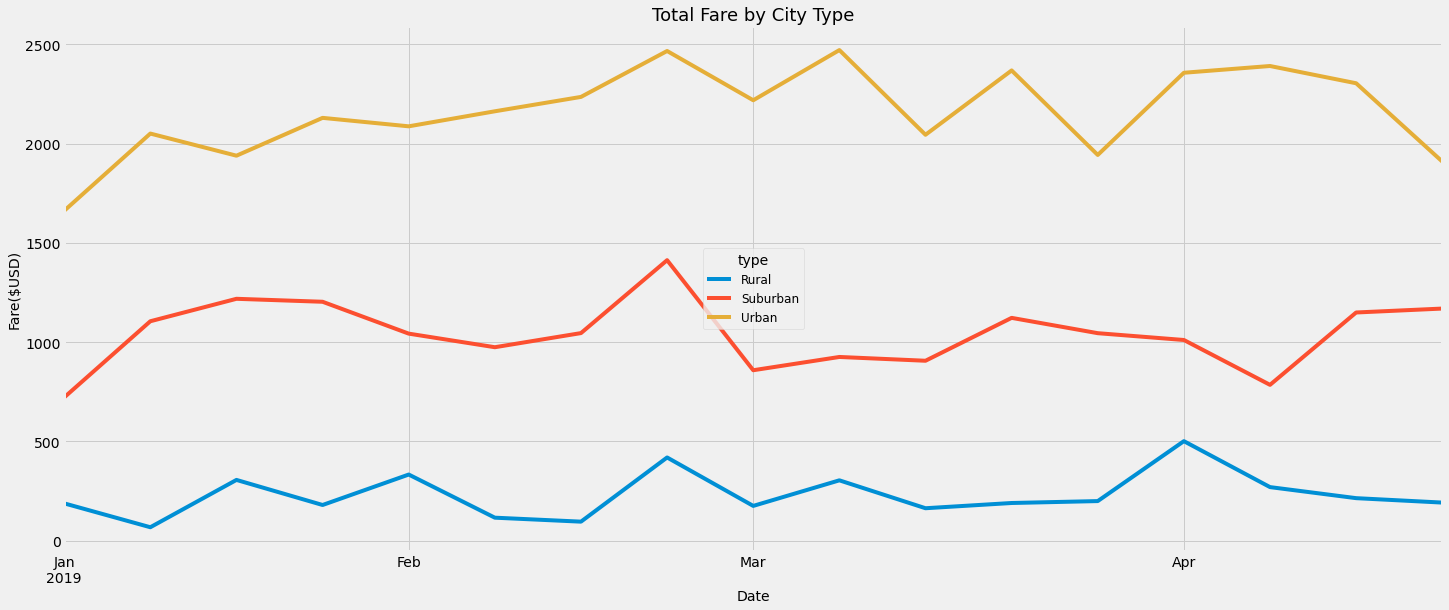 Total Fare by City Type
Fare($USD)
2500
2000
1500
1000
500
0
type
Rural
Suburban
Urban
Jan Feb Mar Apr
2019
Date